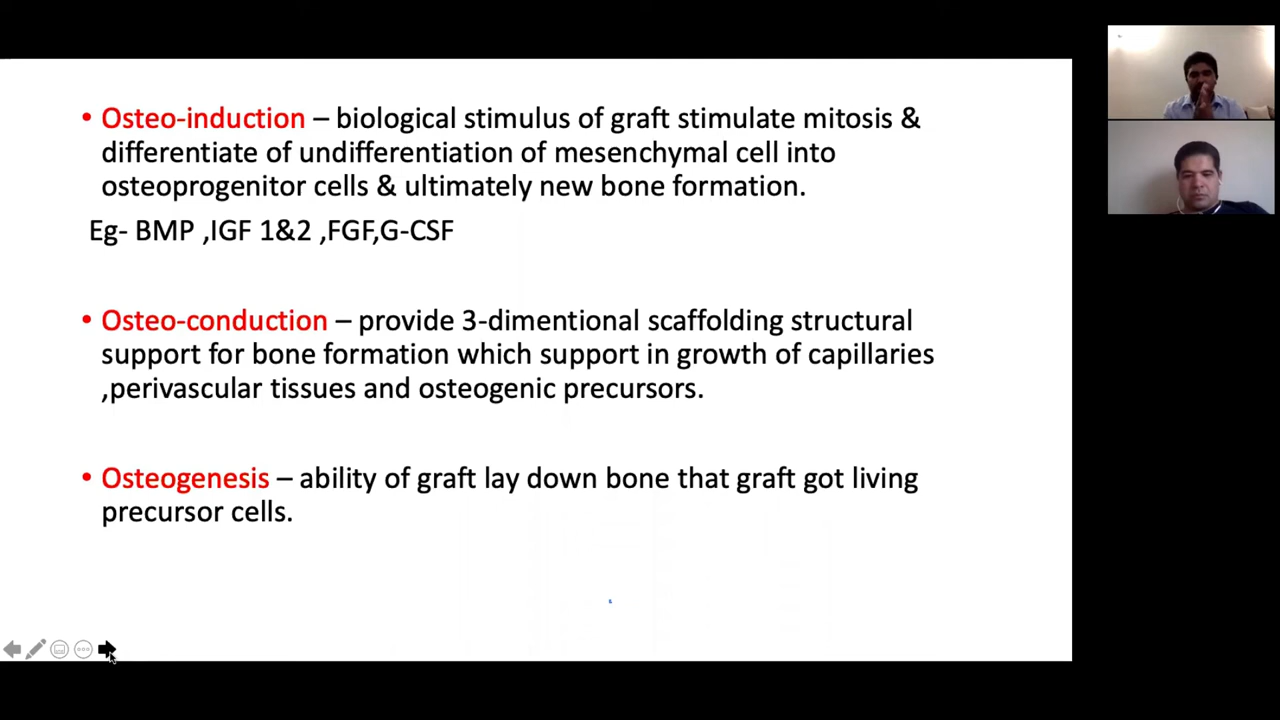 • Osteo-induction – biological stimulus of graft stimulate mitosis &
differentiate of undifferentiation of mesenchymal cell into
osteoprogenitor cells & ultimately new bone formation.
Eg- BMP ,IGF 1&2 ,FGF,G-CSF
• Osteo-conduction – provide 3-dimentional scaffolding structural
support for bone formation which support in growth of capillaries
,perivascular tissues and osteogenic precursors.
• Osteogenesis – ability of graft lay down bone that graft got living
precursor cells.